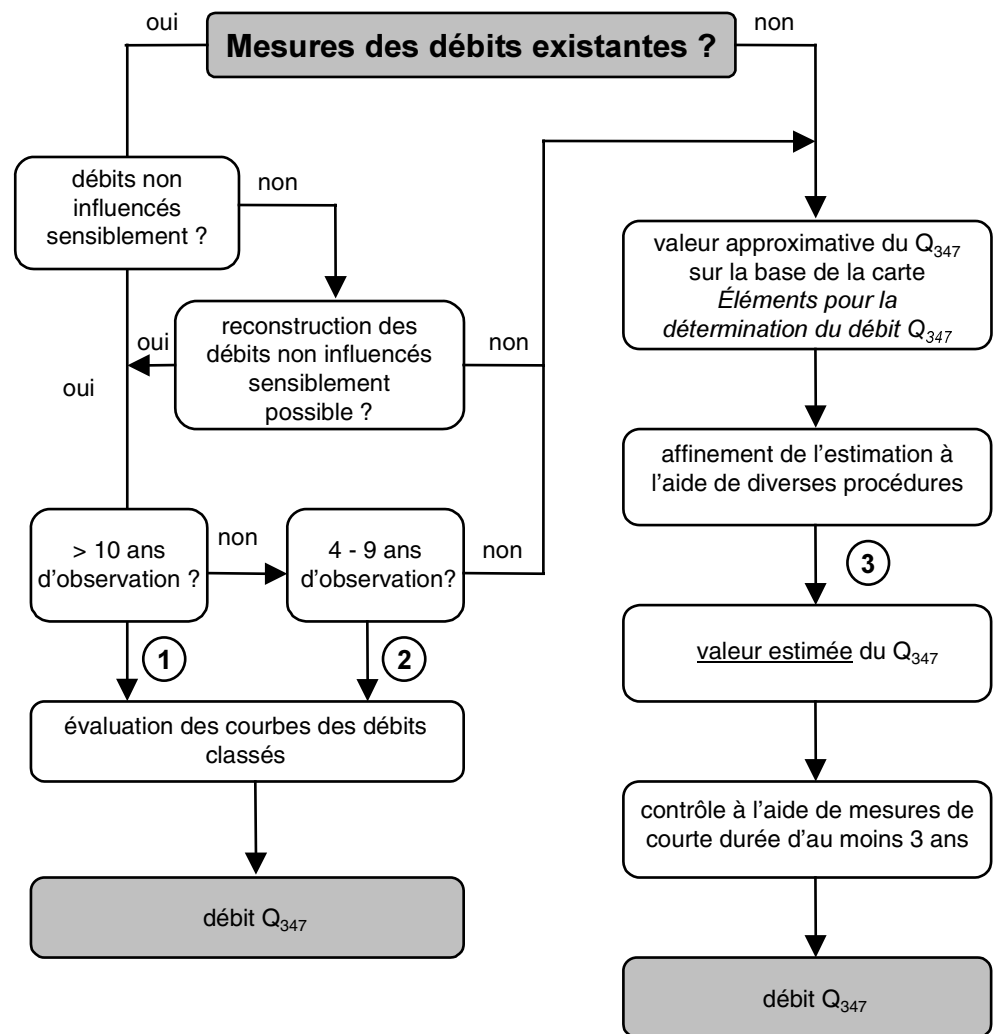 oui
Mesures des débits existantes ?
non
débits non
influencés
sensiblement ?
non
valeur approximative du Q347
sur la base de la carte
Éléments pour la
détermination du débit Q347
oui
reconstruction des
débits non influencés
sensiblement
possible ?
non
oui
affinement de l’estimation à
l’aide de diverses procédures
> 10 ans
d’observation ?
non
4 - 9 ans
d’observation?
non
3
1
2
valeur estimée du Q347
évaluation des courbes des débits
classés
contrôle à l’aide de mesures de
courte durée d’au moins 3 ans
débit Q347
débit Q347